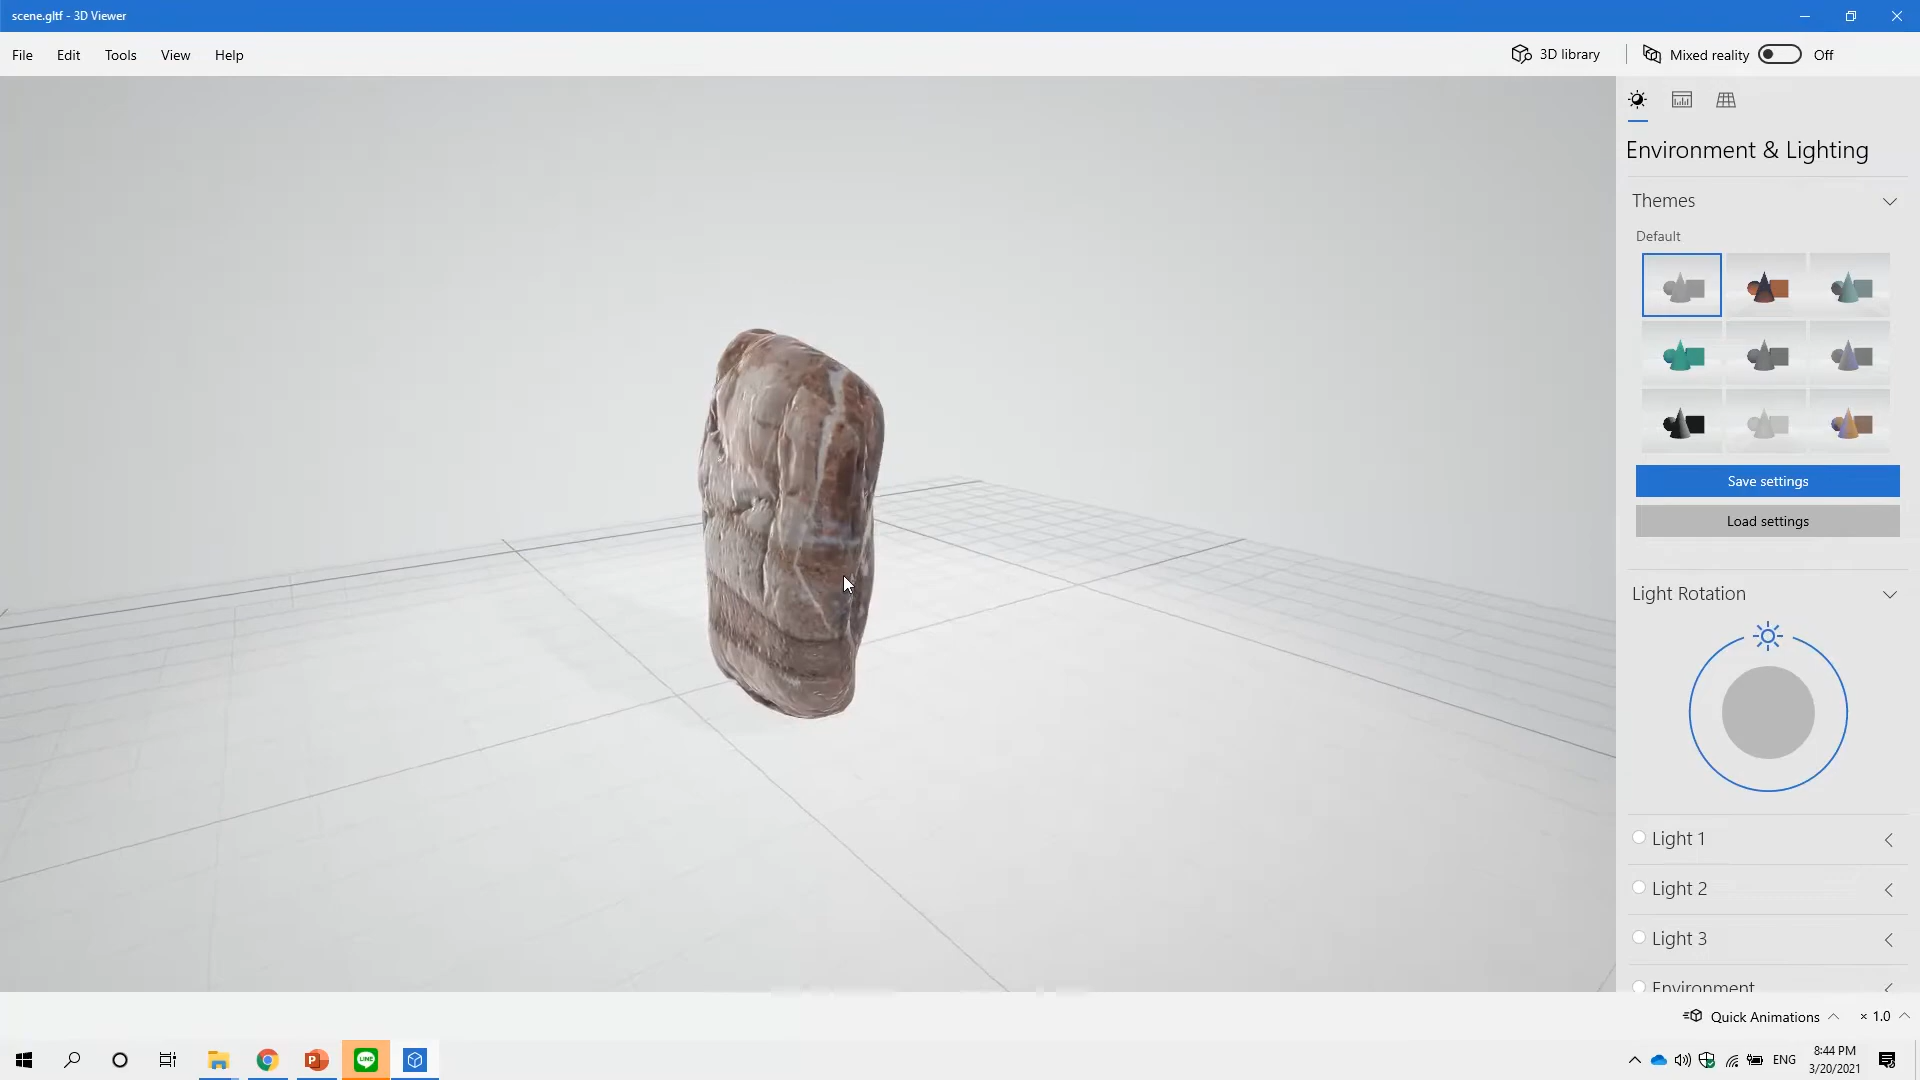 scene.gltf - 3D Viewer
File Edit Tools View Help
3D library
Mixed reality Off
Environment & Lighting
Themes
Default
Save settings
Load settings
Light Rotation
Light 1
Light 2
Light 3
Environment
Quick Animations × 1.0
LINE
ENG
8:44 PM
3/20/2021